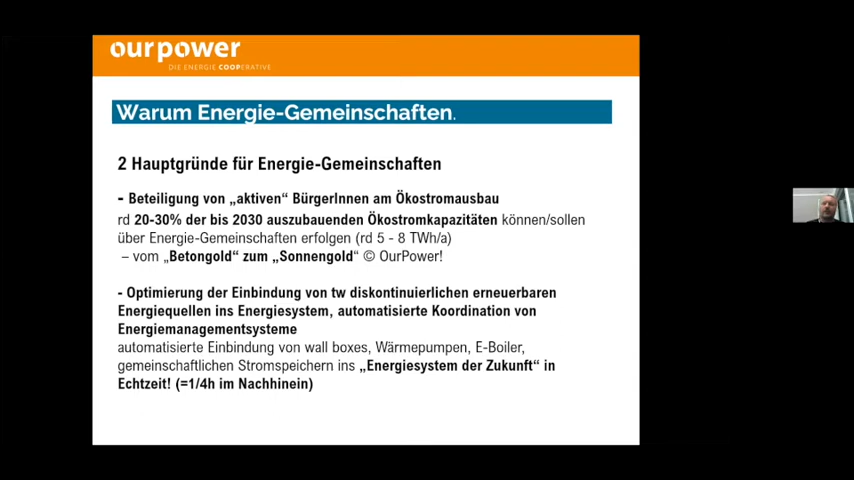 ourpower
DIE ENERGIE COOPERATIVE
Warum Energie-Gemeinschaften.
2 Hauptgründe für Energie-Gemeinschaften
- Beteiligung von „aktiven“ BürgerInnen am Ökostromausbau
rd 20-30% der bis 2030 auszubauenden Ökostromkapazitäten können/sollen
über Energie-Gemeinschaften erfolgen (rd 5 - 8 TWh/a)
– vom „Betongold“ zum „Sonnengold“ © OurPower!
- Optimierung der Einbindung von tw diskontinuierlichen erneuerbaren
Energiequellen ins Energiesystem, automatisierte Koordination von
Energiemanagementsysteme
automatisierte Einbindung von wall boxes, Wärmepumpen, E-Boiler,
gemeinschaftlichen Stromspeichern ins „Energiesystem der Zukunft“ in
Echtzeit! (=1/4h im Nachhinein)